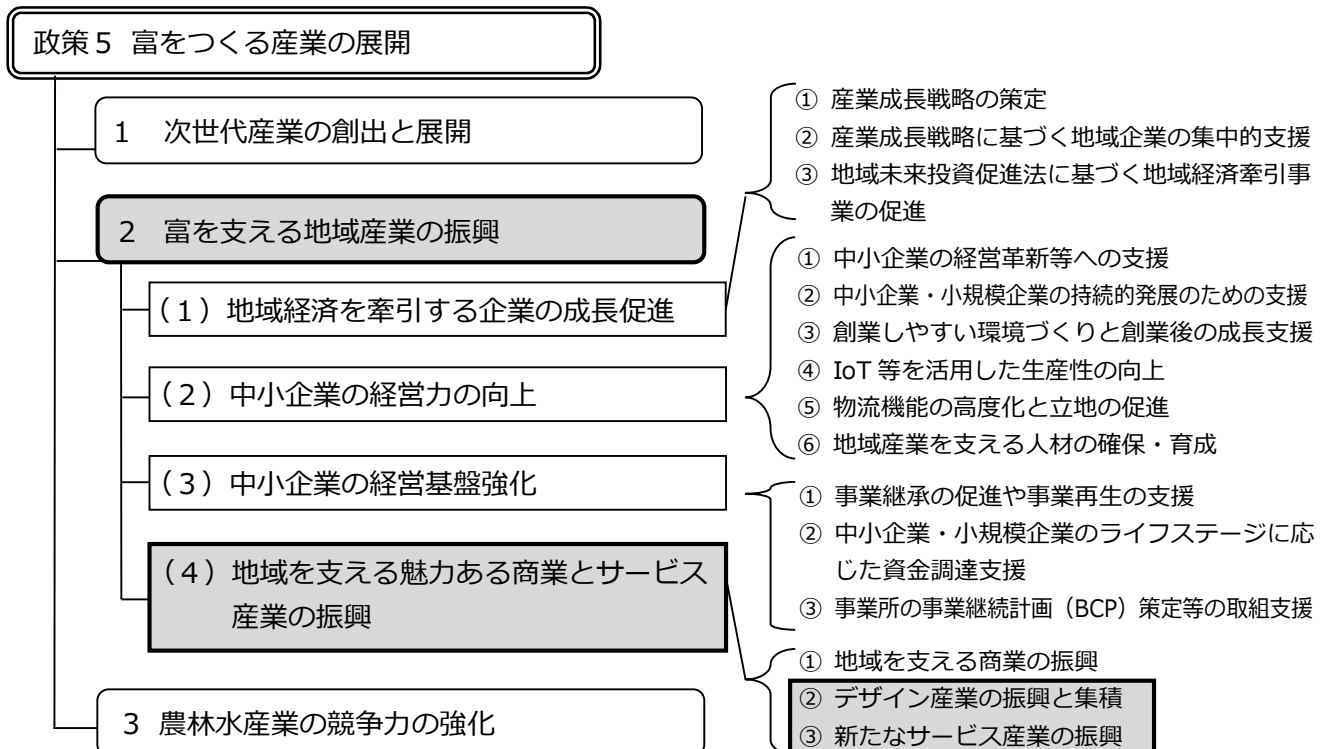 政策５ 富をつくる産業の展開
1 次世代産業の創出と展開
2 富を支える地域産業の振興
（１）地域経済を牽引する企業の成長促進
（２）中小企業の経営力の向上
（３）中小企業の経営基盤強化
（４）地域を支える魅力ある商業とサービス
産業の振興
3 農林水産業の競争力の強化
① 産業成長戦略の策定
② 産業成長戦略に基づく地域企業の集中的支援
③ 地域未来投資促進法に基づく地域経済牽引事
業の促進
① 中小企業の経営革新等への支援
② 中小企業・小規模企業の持続的発展のための支援
③ 創業しやすい環境づくりと創業後の成長支援
④ IoT 等を活用した生産性の向上
⑤ 物流機能の高度化と立地の促進
⑥ 地域産業を支える人材の確保・育成
① 事業継承の促進や事業再生の支援
② 中小企業・小規模企業のライフステージに応
じた資金調達支援
③ 事業所の事業継続計画（BCP）策定等の取組支援
① 地域を支える商業の振興
② デザイン産業の振興と集積
③ 新たなサービス産業の振興